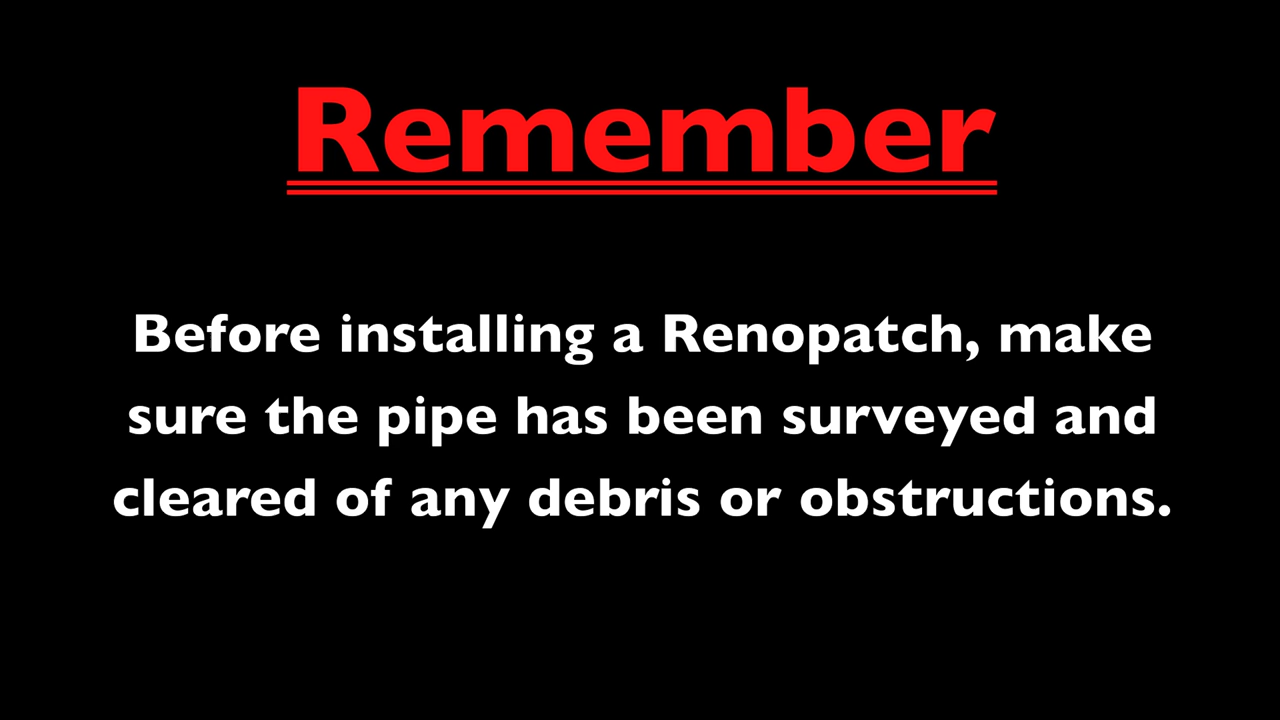 Remember
Before installing a Renopatch, make
sure the pipe has been surveyed and
cleared of any debris or obstructions.